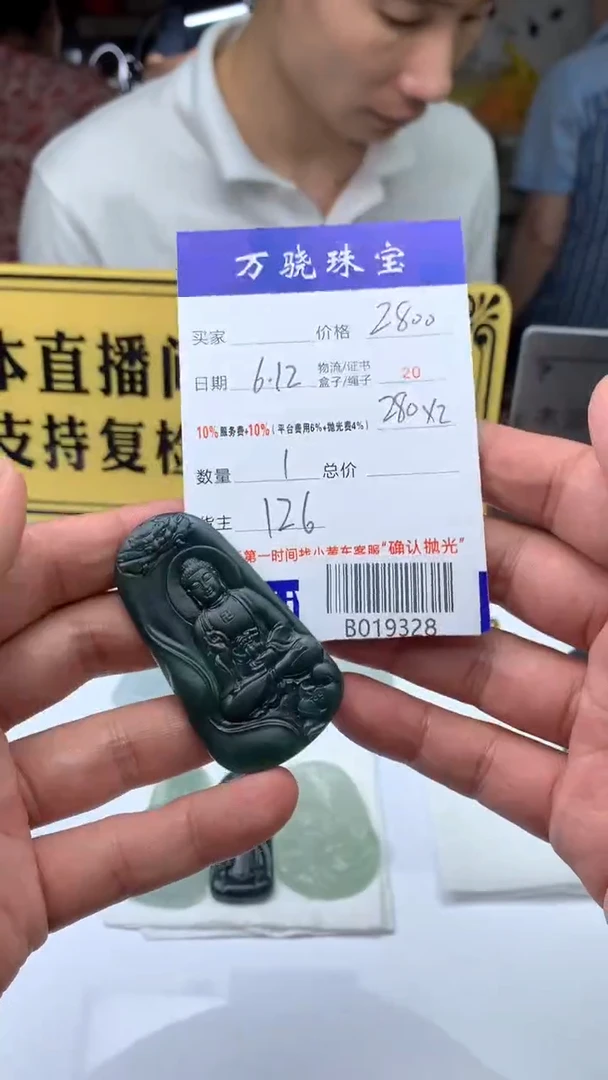 万骁珠宝
买家 价格 2800
日期 6.12 物流/证书 盒子/绳子 20
10%服务费+10%(平台费用6%+抛光费4%) 280x2
数量 1 总价
货主 126
第一时间找小黄车客服"确认抛光"
B019328
本直播间
支持复检
卍